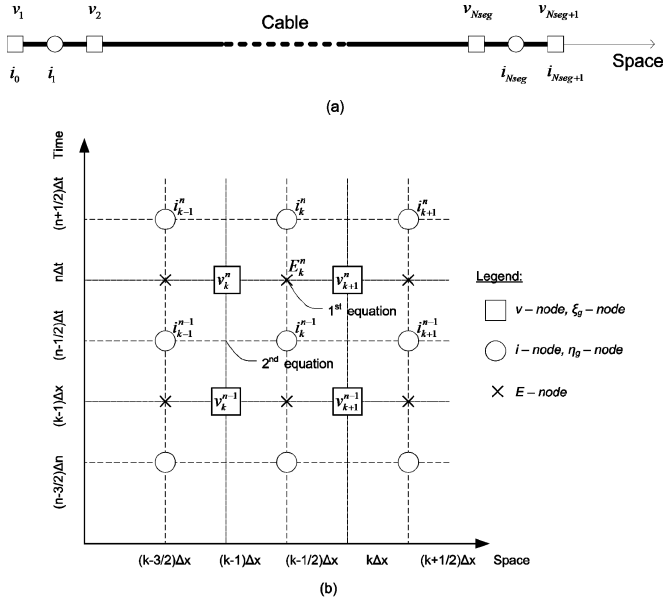 v1 v2 Cable vNseg vNseg+1
Space
i0 i1 iNseg iNseg+1
(a)
Time
(n+1/2)Δt
i^n_k-1 i^n_k i^n_k+1
nΔt
v^n_k E^n_k v^n_k+1
1st equation
(n-1/2)Δt
i^n-1_k-1 i^n-1_k i^n-1_k+1
2nd equation
(k-1)Δx
v^n-1_k v^n-1_k+1
(n-3/2)Δn
(k-3/2)Δx (k-1)Δx (k-1/2)Δx kΔx (k+1/2)Δx Space
(b)
Legend:
v – node, ξg – node
i – node, ηg – node
E – node